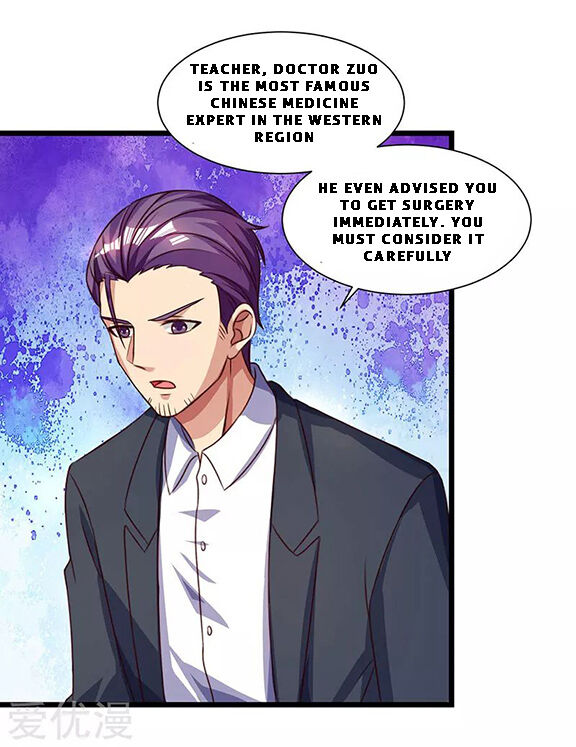 TEACHER, DOCTOR ZUO
IS THE MOST FAMOUS
CHINESE MEDICINE
EXPERT IN THE WESTERN
REGION
HE EVEN ADVISED YOU
TO GET SURGERY
IMMEDIATELY. YOU
MUST CONSIDER IT
CAREFULLY
爱优漫